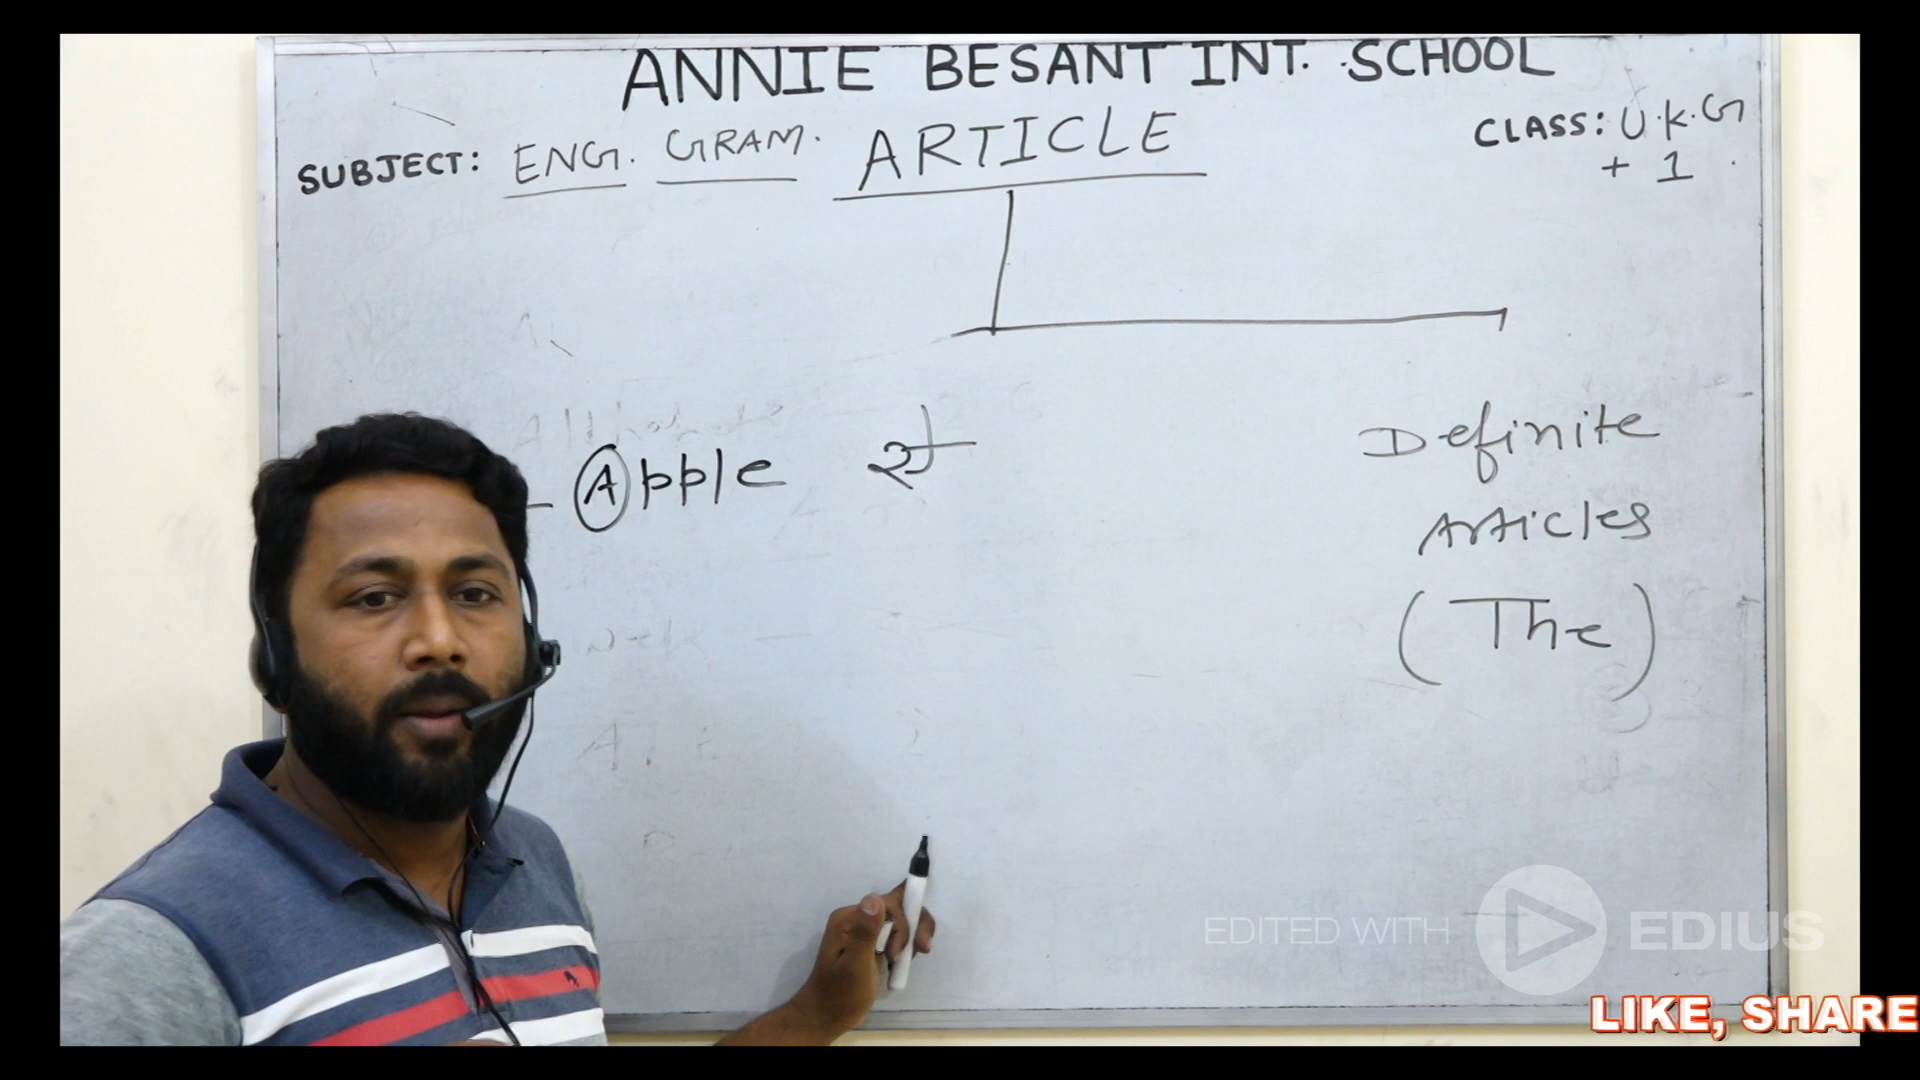 ANNIE BESANT INT. SCHOOL
SUBJECT: ENG. GRAM. ARTICLE
CLASS: U.K.G
+ 1
- Apple
Definite
Articles
(The)
EDITED WITH EDIUS
LIKE, SHARE